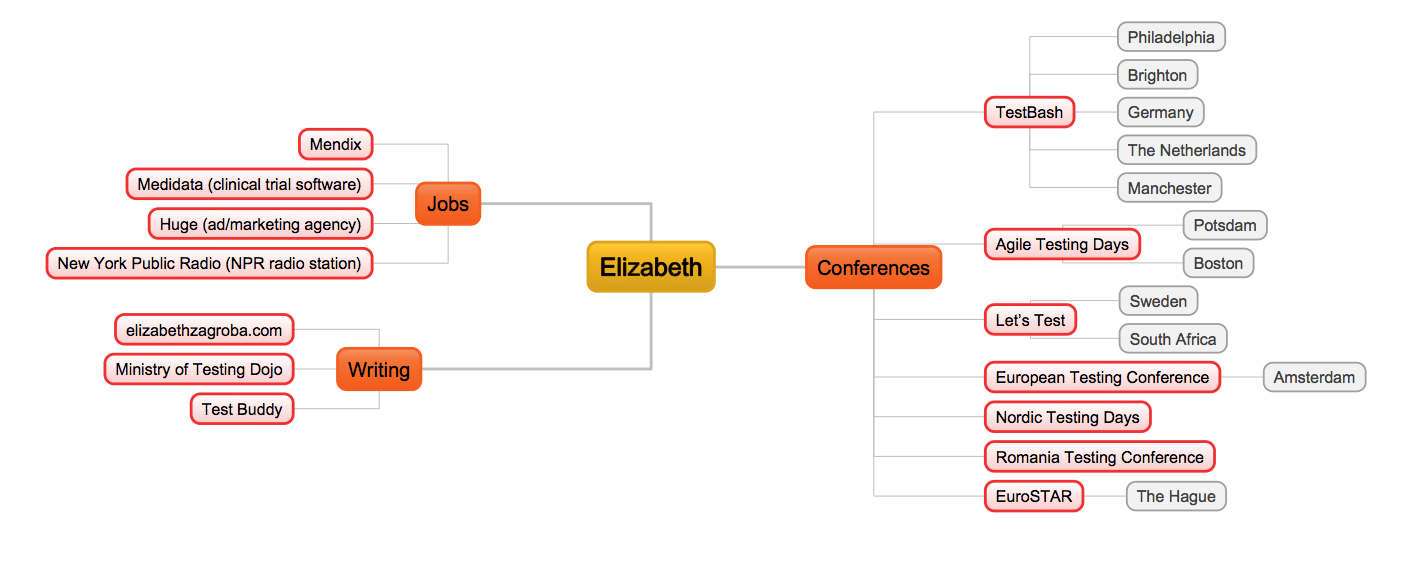 Elizabeth
Jobs
Mendix
Medidata (clinical trial software)
Huge (ad/marketing agency)
New York Public Radio (NPR radio station)
Writing
elizabethzagroba.com
Ministry of Testing Dojo
Test Buddy
Conferences
TestBash
Philadelphia
Brighton
Germany
The Netherlands
Manchester
Agile Testing Days
Potsdam
Boston
Let’s Test
Sweden
South Africa
European Testing Conference
Amsterdam
Nordic Testing Days
Romania Testing Conference
EuroSTAR
The Hague